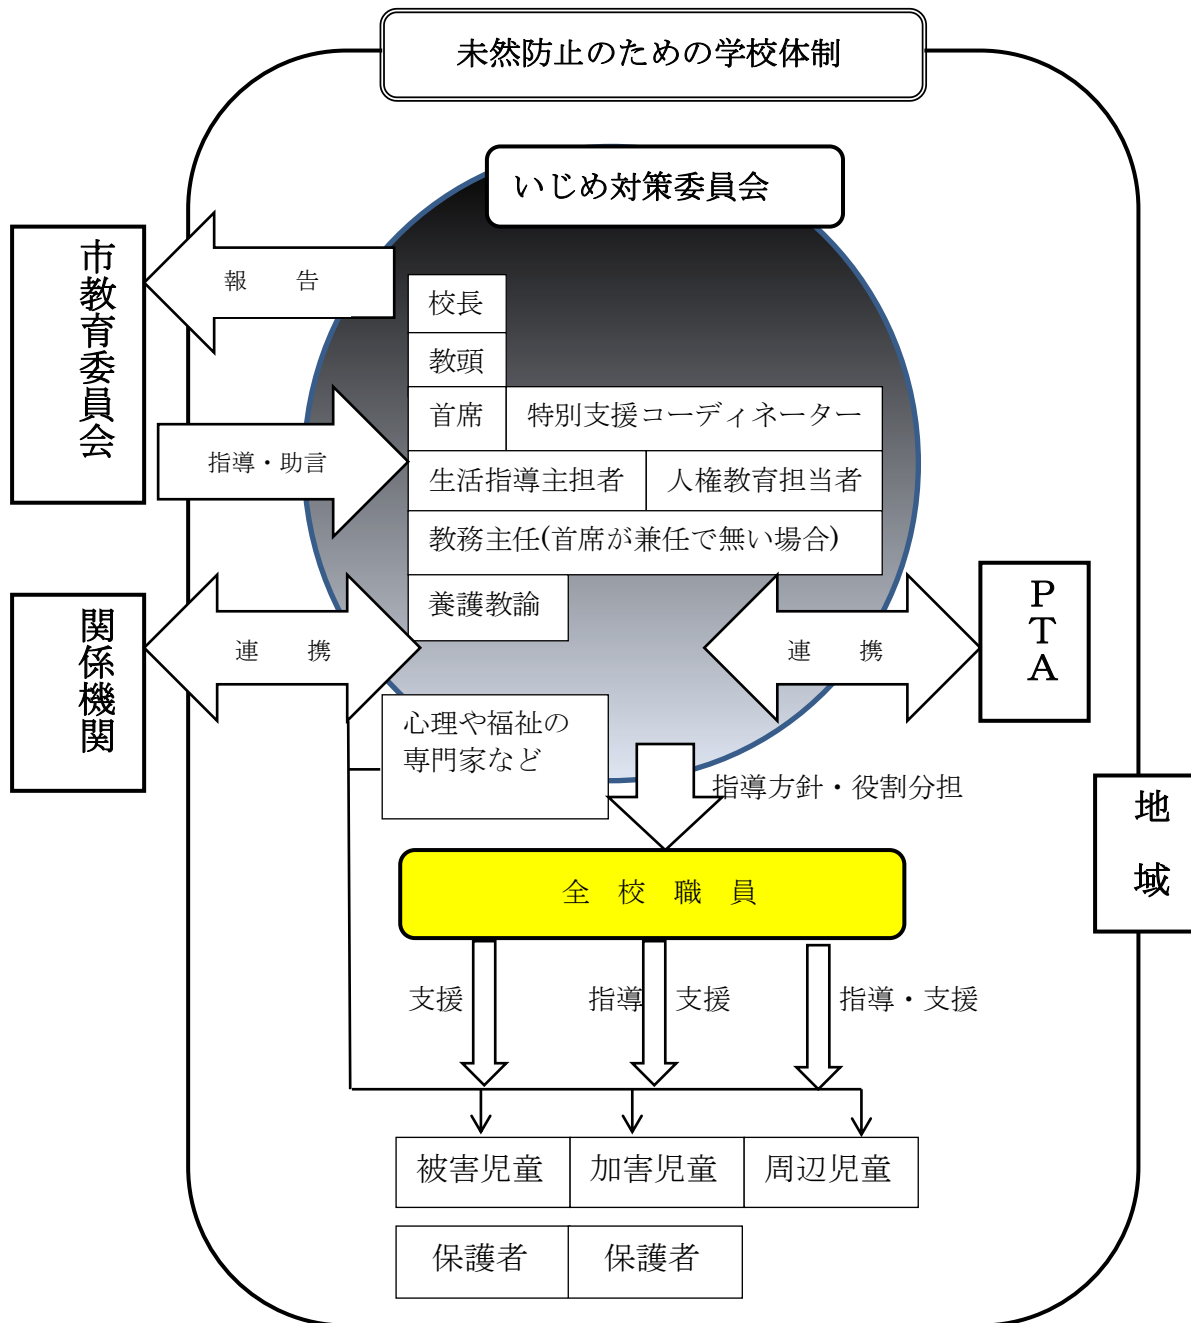 未然防止のための学校体制
いじめ対策委員会
市教育委員会
報　告
校長
教頭
首席
特別支援コーディネーター
指導・助言
生活指導主担者
人権教育担当者
教務主任(首席が兼任で無い場合)
養護教諭
関係機関
連　携
連　携
PTA
心理や福祉の
専門家など
指導方針・役割分担
地域
全　校　職　員
支援
指導
支援
指導・支援
被害児童
加害児童
周辺児童
保護者
保護者